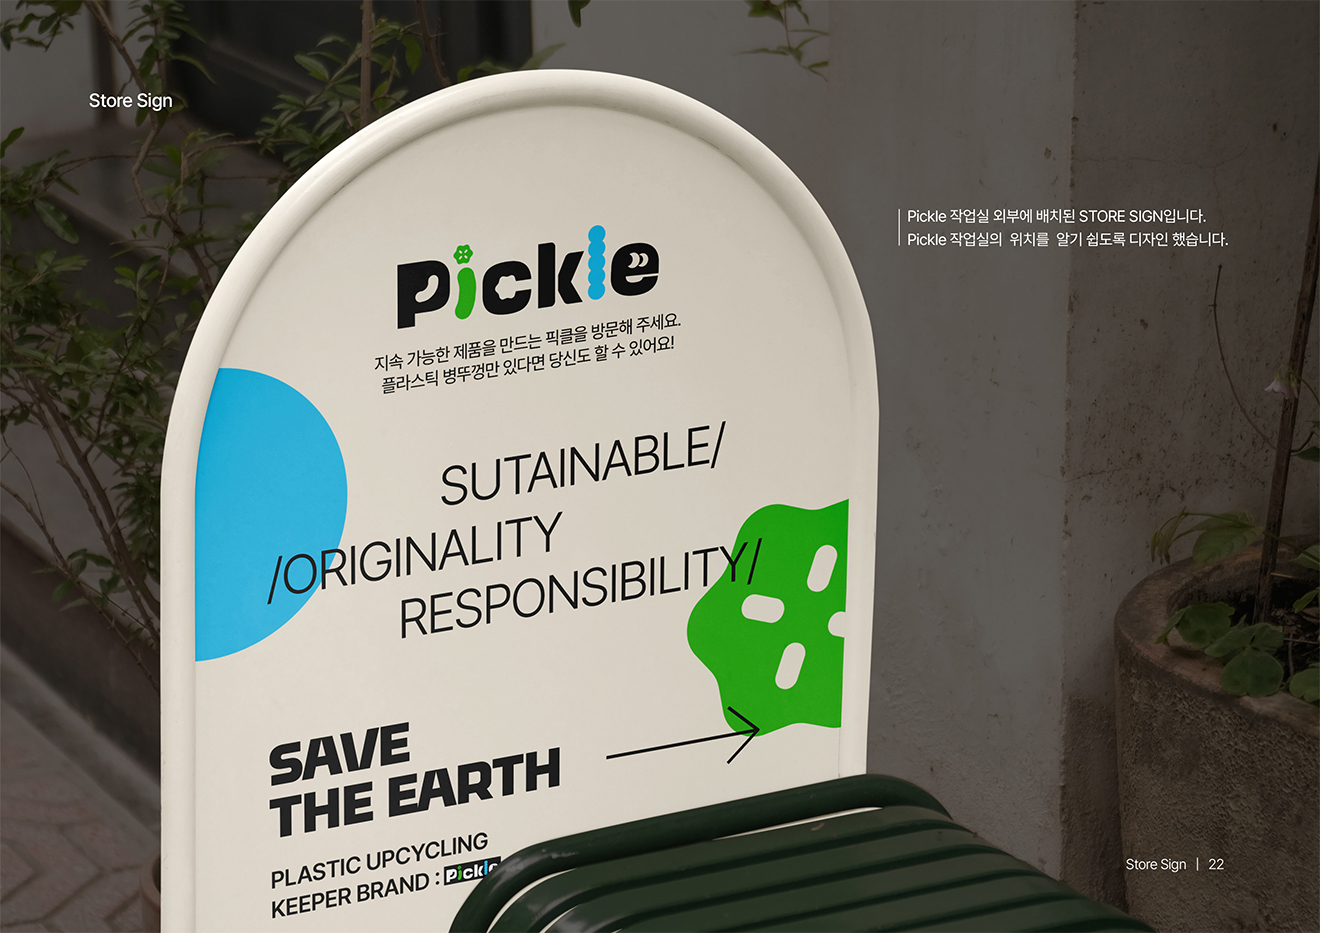 Store Sign
Pickle 작업실 외부에 배치된 STORE SIGN입니다.
Pickle 작업실의 위치를 알기 쉽도록 디자인 했습니다.
Pickle
지속 가능한 제품을 만드는 픽클을 방문해 주세요.
플라스틱 병뚜껑만 있다면 당신도 할 수 있어요!
SUTAINABLE/
/ORIGINALITY
RESPONSIBILITY/
SAVE
THE EARTH
PLASTIC UPCYCLING
KEEPER BRAND : Pickle
Store Sign | 22